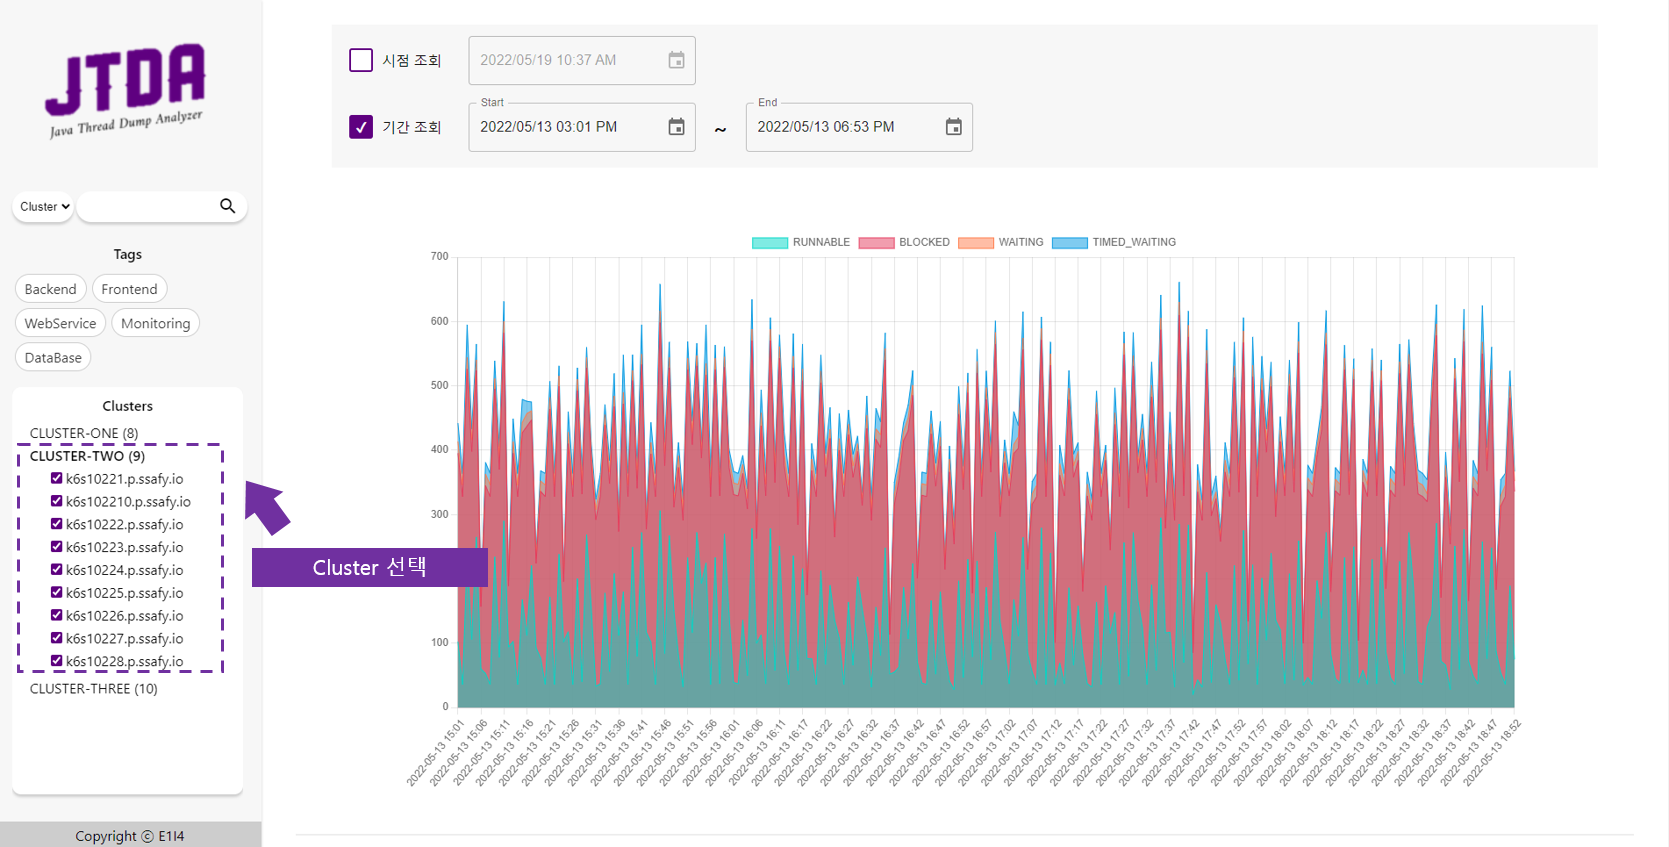 JTDA
Java Thread Dump Analyzer
Cluster
Tags
Backend
Frontend
WebService
Monitoring
DataBase
Clusters
CLUSTER-ONE (8)
CLUSTER-TWO (9)
k6s10221.p.ssafy.io
k6s102210.p.ssafy.io
k6s10222.p.ssafy.io
k6s10223.p.ssafy.io
k6s10224.p.ssafy.io
k6s10225.p.ssafy.io
k6s10226.p.ssafy.io
k6s10227.p.ssafy.io
k6s10228.p.ssafy.io
CLUSTER-THREE (10)
Copyright ⓒ E1I4
Cluster 선택
시점 조회
2022/05/19 10:37 AM
기간 조회
Start
2022/05/13 03:01 PM
~
End
2022/05/13 06:53 PM
RUNNABLE
BLOCKED
WAITING
TIMED_WAITING
700
600
500
400
300
100
0
2022-05-13 15:01
2022-05-13 15:06
2022-05-13 15:11
2022-05-13 15:16
2022-05-13 15:21
2022-05-13 15:26
2022-05-13 15:31
2022-05-13 15:36
2022-05-13 15:41
2022-05-13 15:46
2022-05-13 15:51
2022-05-13 15:56
2022-05-13 16:01
2022-05-13 16:06
2022-05-13 16:11
2022-05-13 16:17
2022-05-13 16:22
2022-05-13 16:27
2022-05-13 16:32
2022-05-13 16:37
2022-05-13 16:42
2022-05-13 16:47
2022-05-13 16:52
2022-05-13 16:57
2022-05-13 17:02
2022-05-13 17:07
2022-05-13 17:12
2022-05-13 17:17
2022-05-13 17:22
2022-05-13 17:27
2022-05-13 17:32
2022-05-13 17:37
2022-05-13 17:42
2022-05-13 17:47
2022-05-13 17:52
2022-05-13 17:57
2022-05-13 18:02
2022-05-13 18:07
2022-05-13 18:12
2022-05-13 18:17
2022-05-13 18:22
2022-05-13 18:27
2022-05-13 18:32
2022-05-13 18:37
2022-05-13 18:42
2022-05-13 18:47
2022-05-13 18:52